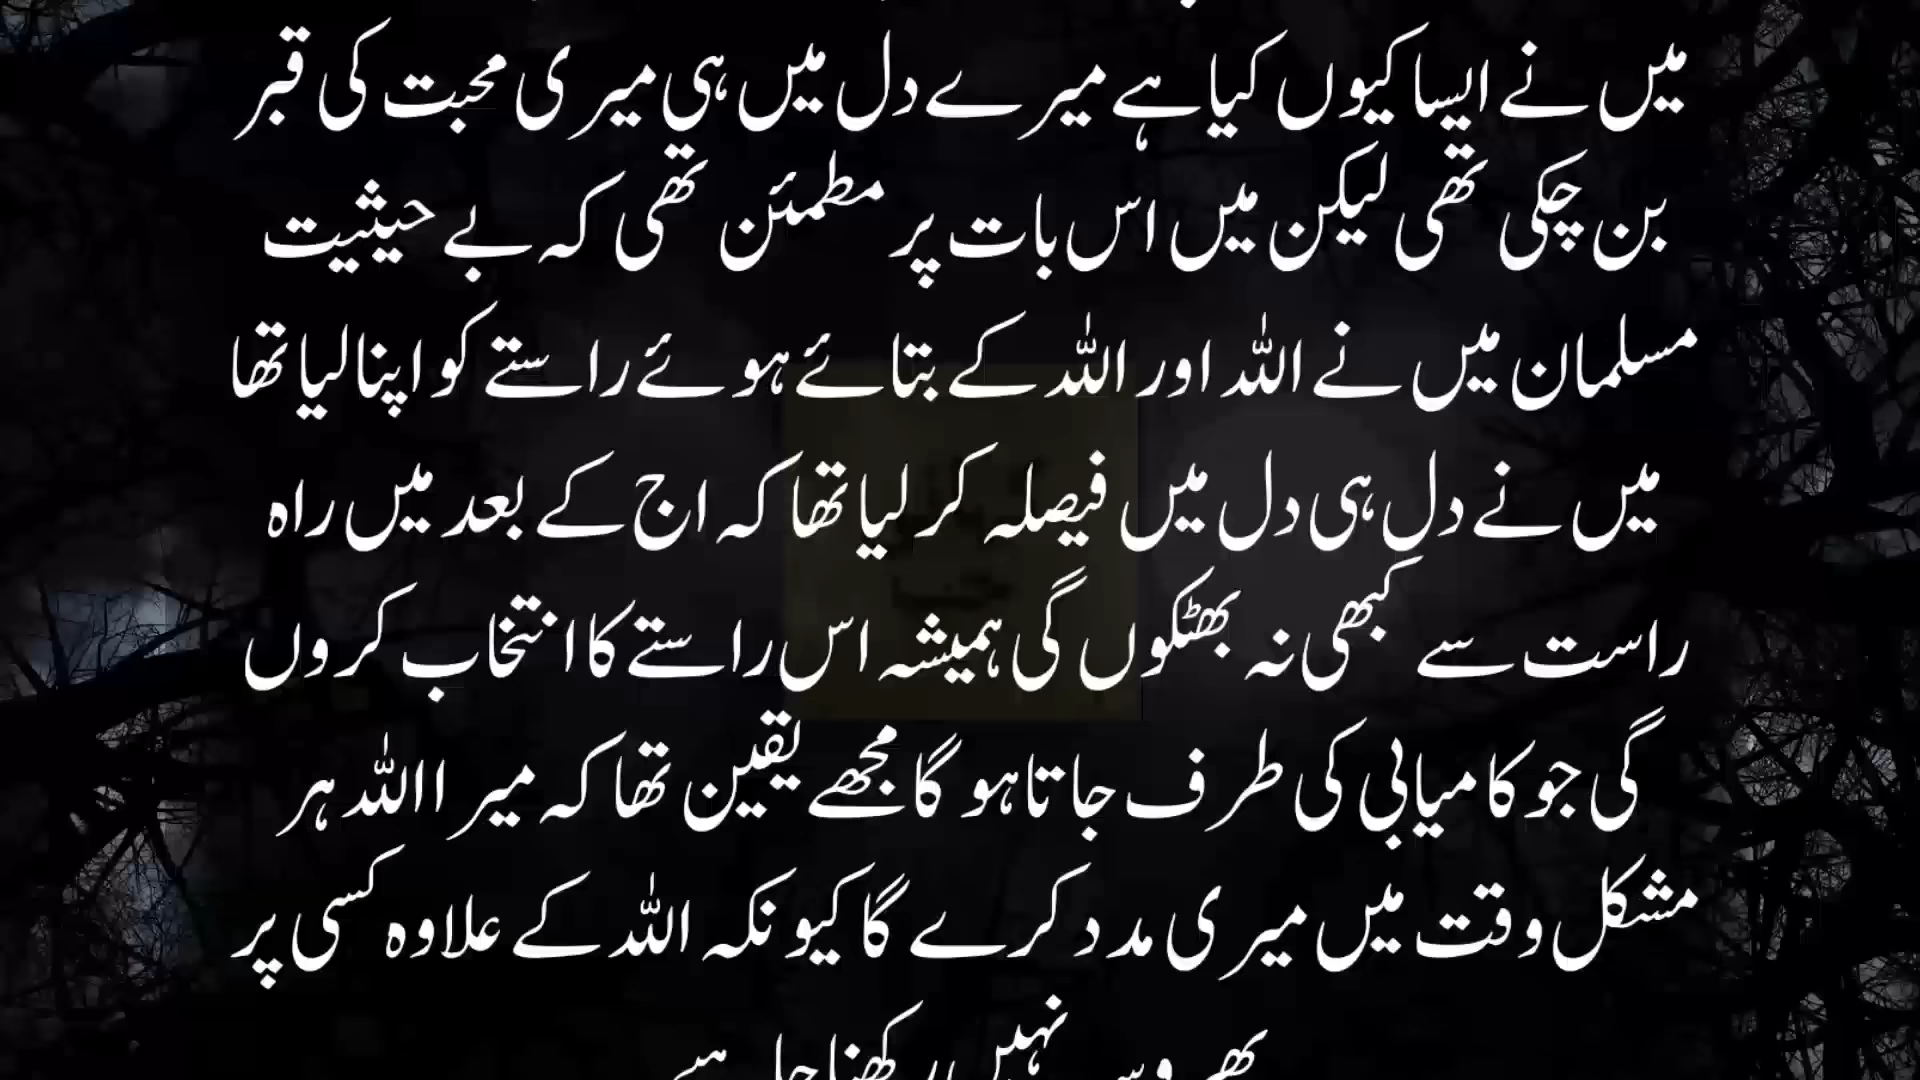 میں نے ایسا کیوں کیا ہے میرے دل میں ہی میری محبت کی قبر
بن چکی تھی لیکن میں اس بات پر مطمئن تھی کہ بے حیثیت
مسلمان میں نے اللہ اور اللہ کے بتائے ہوئے راستے کو اپنا لیا تھا
میں نے دل ہی دل میں فیصلہ کر لیا تھا کہ اج کے بعد میں راہ
راست سے کبھی نہ بھٹکوں گی ہمیشہ اس راستے کا انتخاب کروں
گی جو کامیابی کی طرف جاتا ہو گا مجھے یقین تھا کہ میرا اللہ ہر
مشکل وقت میں میری مدد کرے گا کیونکہ اللہ کے علاوہ کسی پر
بھروسہ نہیں رکھنا چاہیے